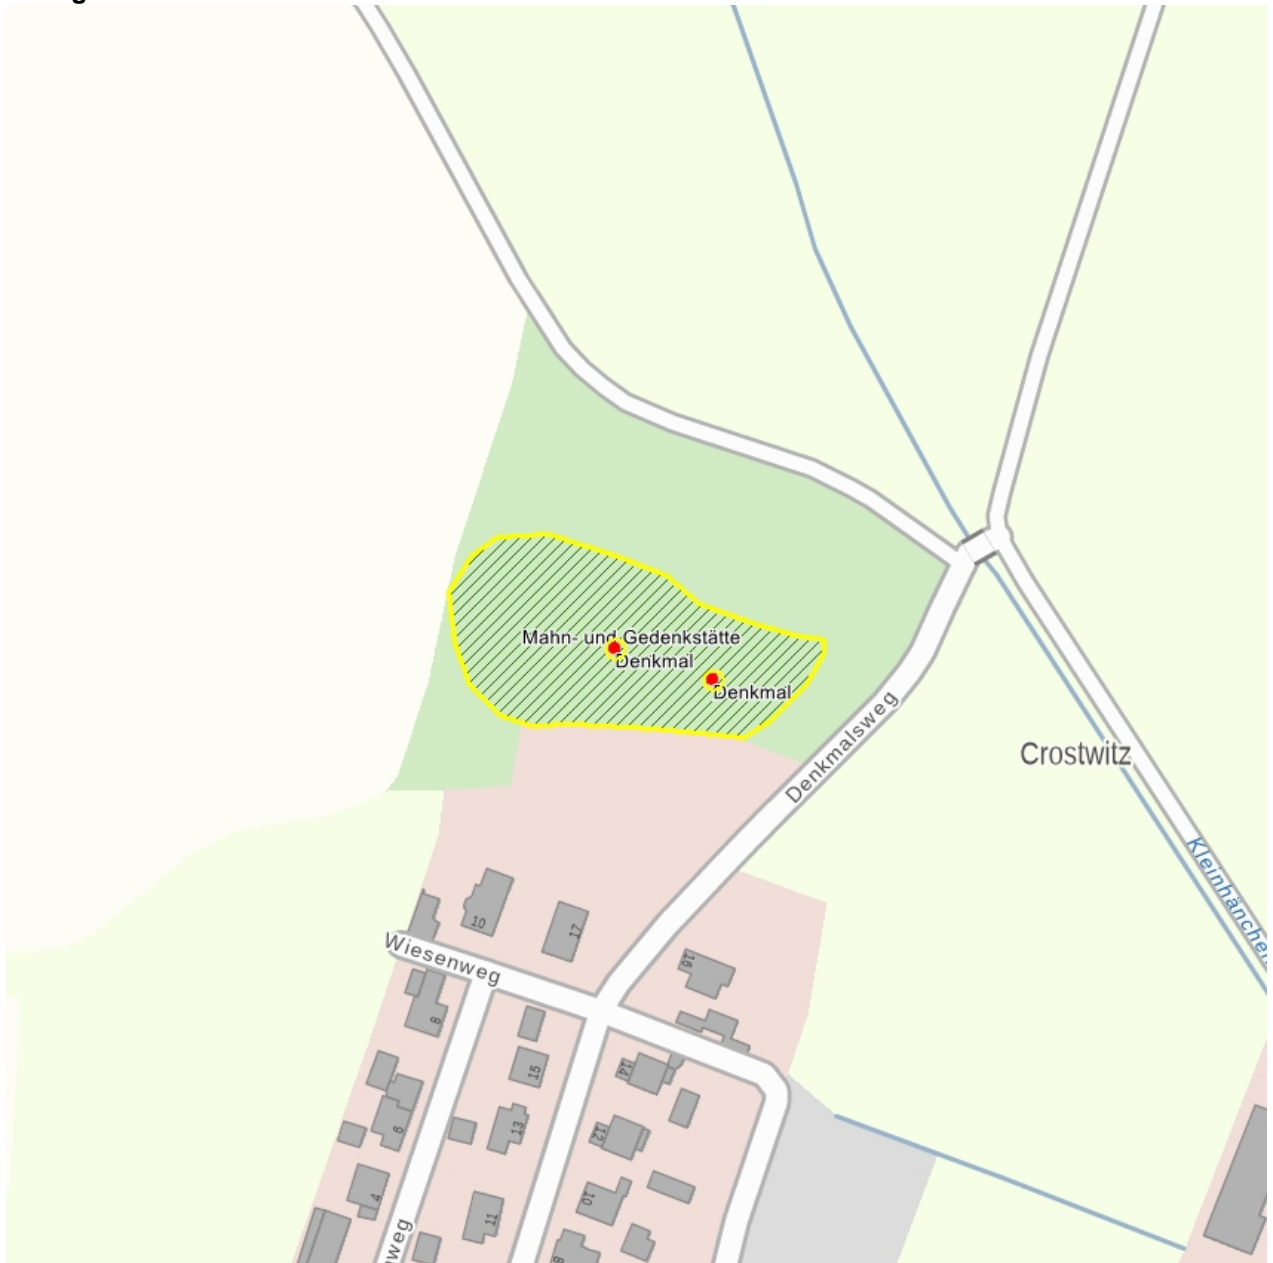 Mahn- und Gedenkstätte
Denkmal
Denkmal
Denkmalsweg
Crostwitz
Kleinhänchen
10
17
Wiesenweg
16
8
15
14
13
12
6
4
10
11
weg